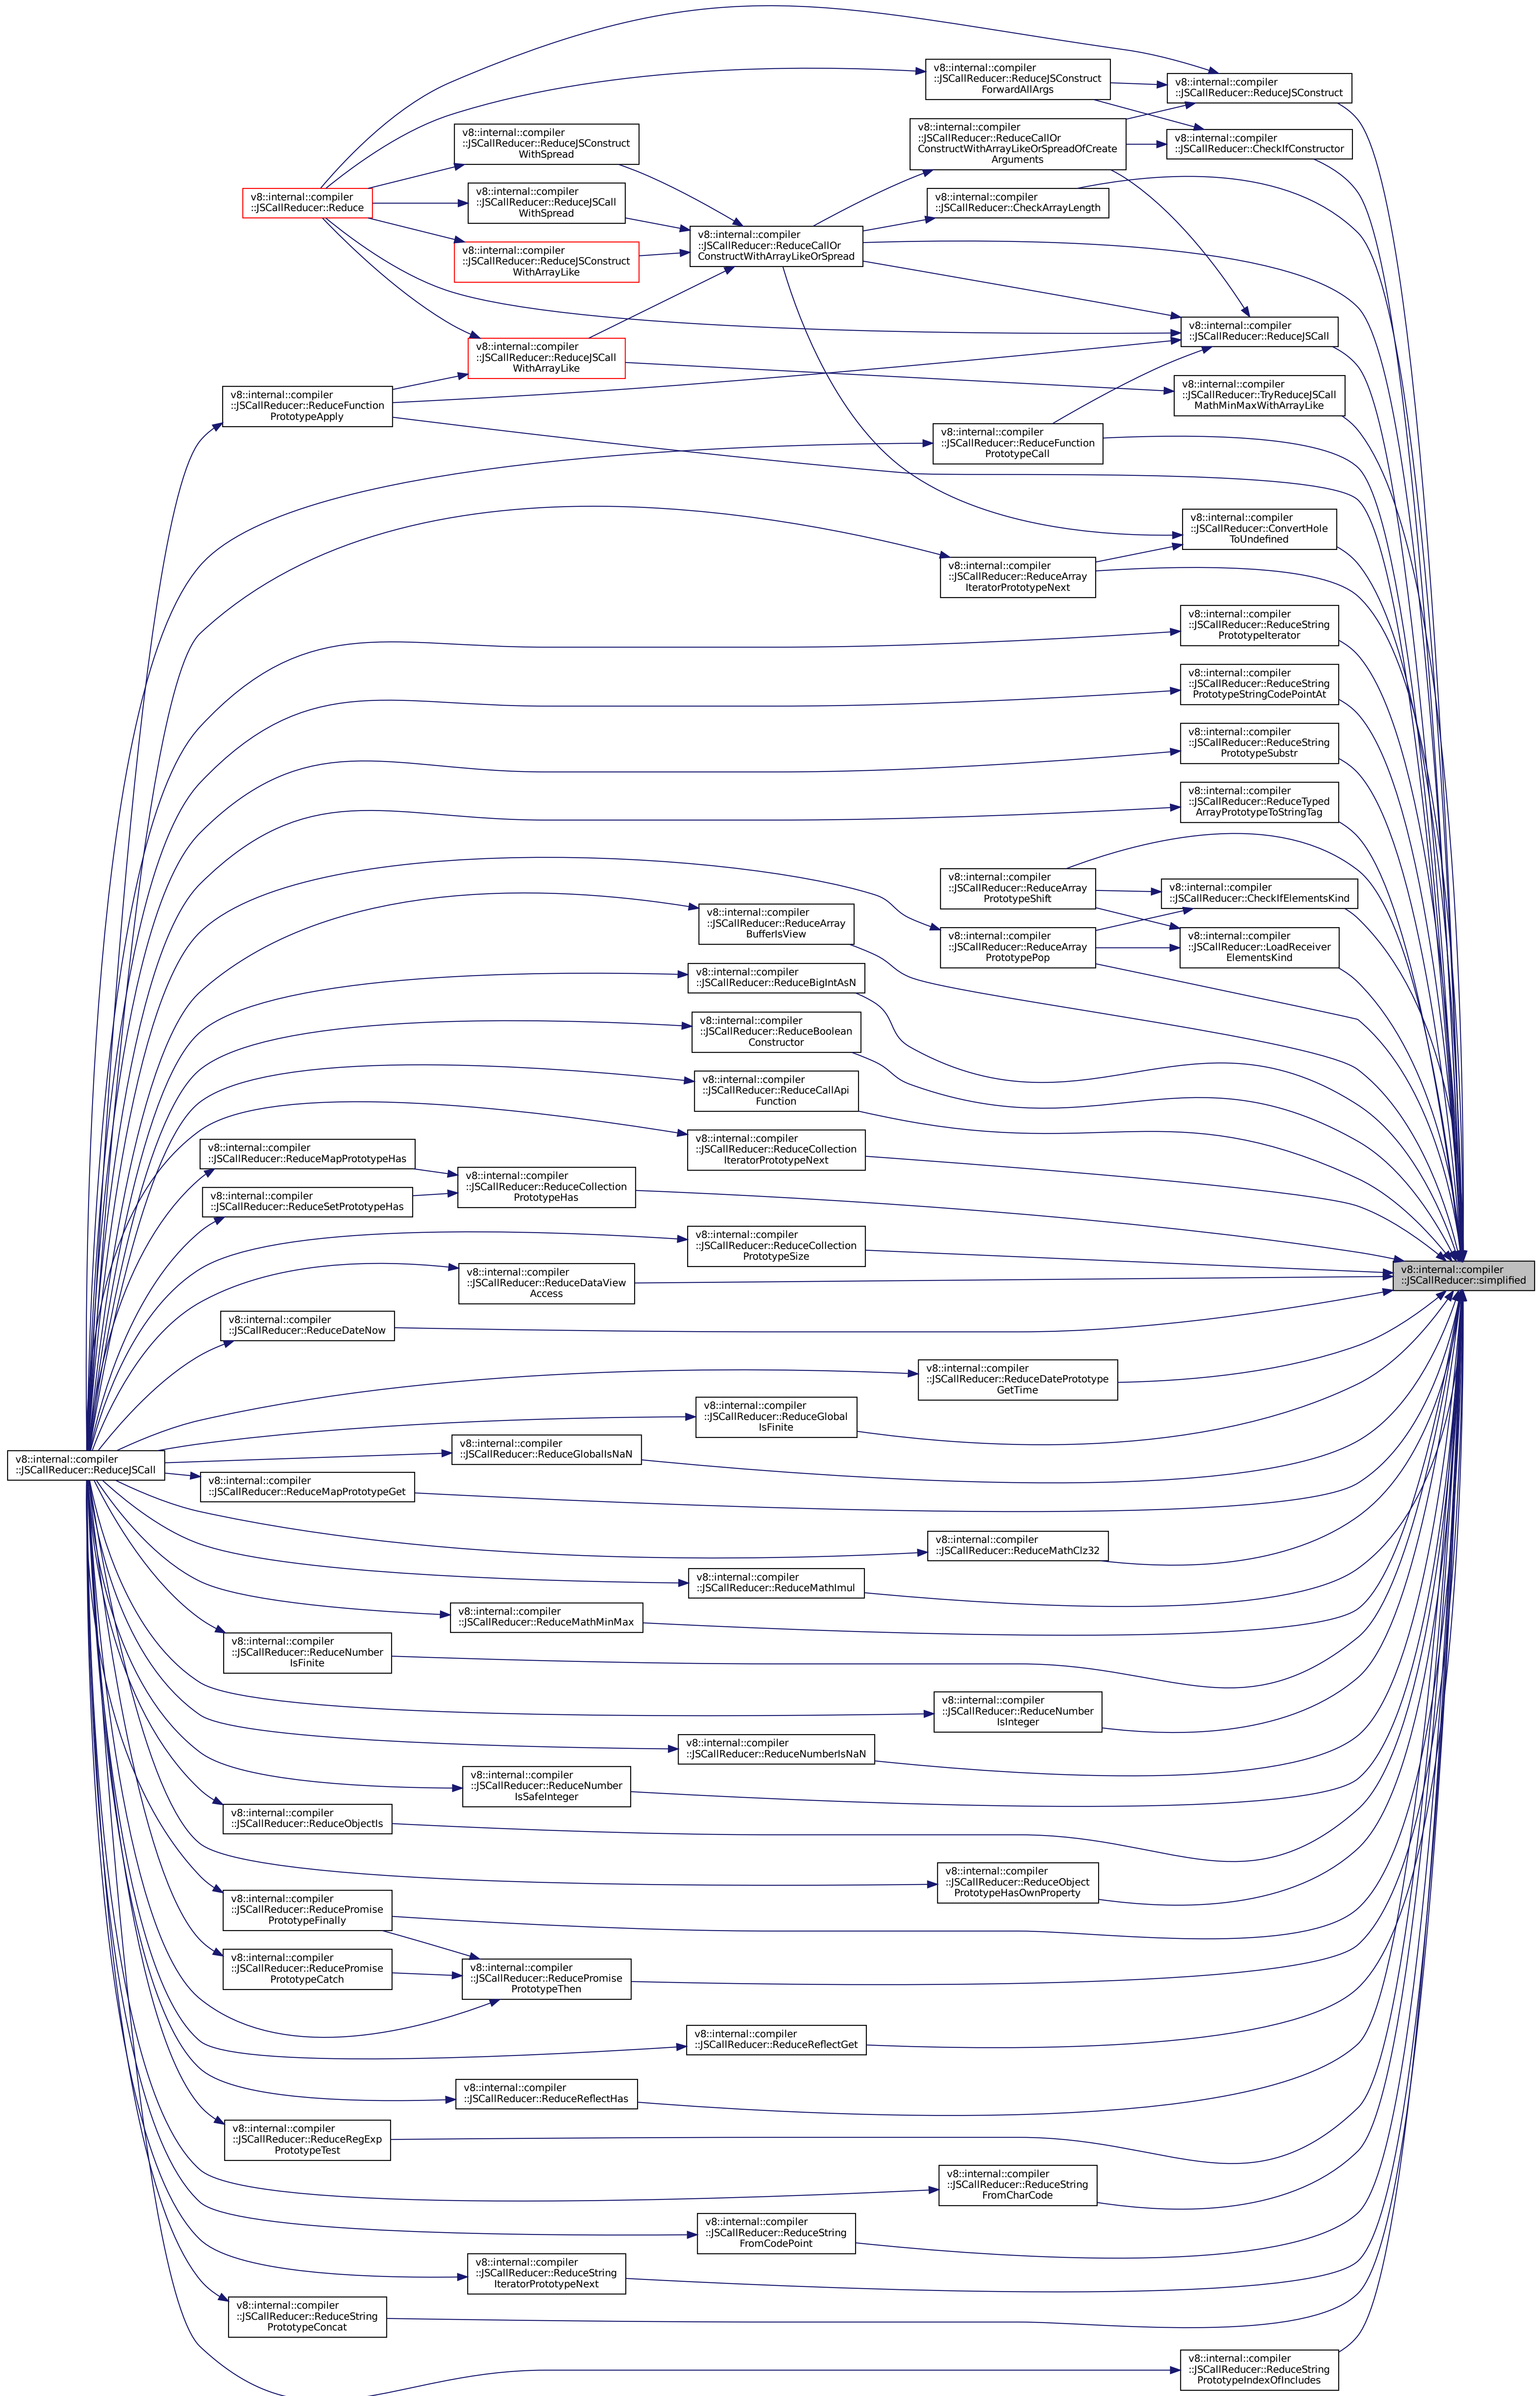 v8::internal::compiler
::JSCallReducer::ReduceJSConstruct
v8::internal::compiler
::JSCallReducer::ReduceJSConstruct
ForwardAllArgs
v8::internal::compiler
::JSCallReducer::ReduceCallOr
ConstructWithArrayLikeOrSpreadOfCreate
Arguments
v8::internal::compiler
::JSCallReducer::CheckIfConstructor
v8::internal::compiler
::JSCallReducer::ReduceJSConstruct
WithSpread
v8::internal::compiler
::JSCallReducer::Reduce
v8::internal::compiler
::JSCallReducer::ReduceJSCall
WithSpread
v8::internal::compiler
::JSCallReducer::CheckArrayLength
v8::internal::compiler
::JSCallReducer::ReduceCallOr
ConstructWithArrayLikeOrSpread
v8::internal::compiler
::JSCallReducer::ReduceJSConstruct
WithArrayLike
v8::internal::compiler
::JSCallReducer::ReduceJSCall
v8::internal::compiler
::JSCallReducer::ReduceJSCall
WithArrayLike
v8::internal::compiler
::JSCallReducer::TryReduceJSCall
MathMinMaxWithArrayLike
v8::internal::compiler
::JSCallReducer::ReduceFunction
PrototypeApply
v8::internal::compiler
::JSCallReducer::ReduceFunction
PrototypeCall
v8::internal::compiler
::JSCallReducer::ConvertHole
ToUndefined
v8::internal::compiler
::JSCallReducer::ReduceArray
IteratorPrototypeNext
v8::internal::compiler
::JSCallReducer::ReduceString
PrototypeIterator
v8::internal::compiler
::JSCallReducer::ReduceString
PrototypeStringCodePointAt
v8::internal::compiler
::JSCallReducer::ReduceString
PrototypeSubstr
v8::internal::compiler
::JSCallReducer::ReduceTyped
ArrayPrototypeToStringTag
v8::internal::compiler
::JSCallReducer::ReduceArray
PrototypeShift
v8::internal::compiler
::JSCallReducer::CheckIfElementsKind
v8::internal::compiler
::JSCallReducer::ReduceArray
BufferIsView
v8::internal::compiler
::JSCallReducer::ReduceArray
PrototypePop
v8::internal::compiler
::JSCallReducer::LoadReceiver
ElementsKind
v8::internal::compiler
::JSCallReducer::ReduceBigIntAsN
v8::internal::compiler
::JSCallReducer::ReduceBoolean
Constructor
v8::internal::compiler
::JSCallReducer::ReduceCallApi
Function
v8::internal::compiler
::JSCallReducer::ReduceCollection
IteratorPrototypeNext
v8::internal::compiler
::JSCallReducer::ReduceMapPrototypeHas
v8::internal::compiler
::JSCallReducer::ReduceCollection
PrototypeHas
v8::internal::compiler
::JSCallReducer::ReduceSetPrototypeHas
v8::internal::compiler
::JSCallReducer::ReduceCollection
PrototypeSize
v8::internal::compiler
::JSCallReducer::ReduceDataView
Access
v8::internal::compiler
::JSCallReducer::simplified
v8::internal::compiler
::JSCallReducer::ReduceDateNow
v8::internal::compiler
::JSCallReducer::ReduceDatePrototype
GetTime
v8::internal::compiler
::JSCallReducer::ReduceGlobal
IsFinite
v8::internal::compiler
::JSCallReducer::ReduceGlobalIsNaN
v8::internal::compiler
::JSCallReducer::ReduceJSCall
v8::internal::compiler
::JSCallReducer::ReduceMapPrototypeGet
v8::internal::compiler
::JSCallReducer::ReduceMathClz32
v8::internal::compiler
::JSCallReducer::ReduceMathImul
v8::internal::compiler
::JSCallReducer::ReduceMathMinMax
v8::internal::compiler
::JSCallReducer::ReduceNumber
IsFinite
v8::internal::compiler
::JSCallReducer::ReduceNumber
IsInteger
v8::internal::compiler
::JSCallReducer::ReduceNumberIsNaN
v8::internal::compiler
::JSCallReducer::ReduceNumber
IsSafeInteger
v8::internal::compiler
::JSCallReducer::ReduceObjectIs
v8::internal::compiler
::JSCallReducer::ReduceObject
PrototypeHasOwnProperty
v8::internal::compiler
::JSCallReducer::ReducePromise
PrototypeFinally
v8::internal::compiler
::JSCallReducer::ReducePromise
PrototypeCatch
v8::internal::compiler
::JSCallReducer::ReducePromise
PrototypeThen
v8::internal::compiler
::JSCallReducer::ReduceReflectGet
v8::internal::compiler
::JSCallReducer::ReduceReflectHas
v8::internal::compiler
::JSCallReducer::ReduceRegExp
PrototypeTest
v8::internal::compiler
::JSCallReducer::ReduceString
FromCharCode
v8::internal::compiler
::JSCallReducer::ReduceString
FromCodePoint
v8::internal::compiler
::JSCallReducer::ReduceString
IteratorPrototypeNext
v8::internal::compiler
::JSCallReducer::ReduceString
PrototypeConcat
v8::internal::compiler
::JSCallReducer::ReduceString
PrototypeIndexOfIncludes